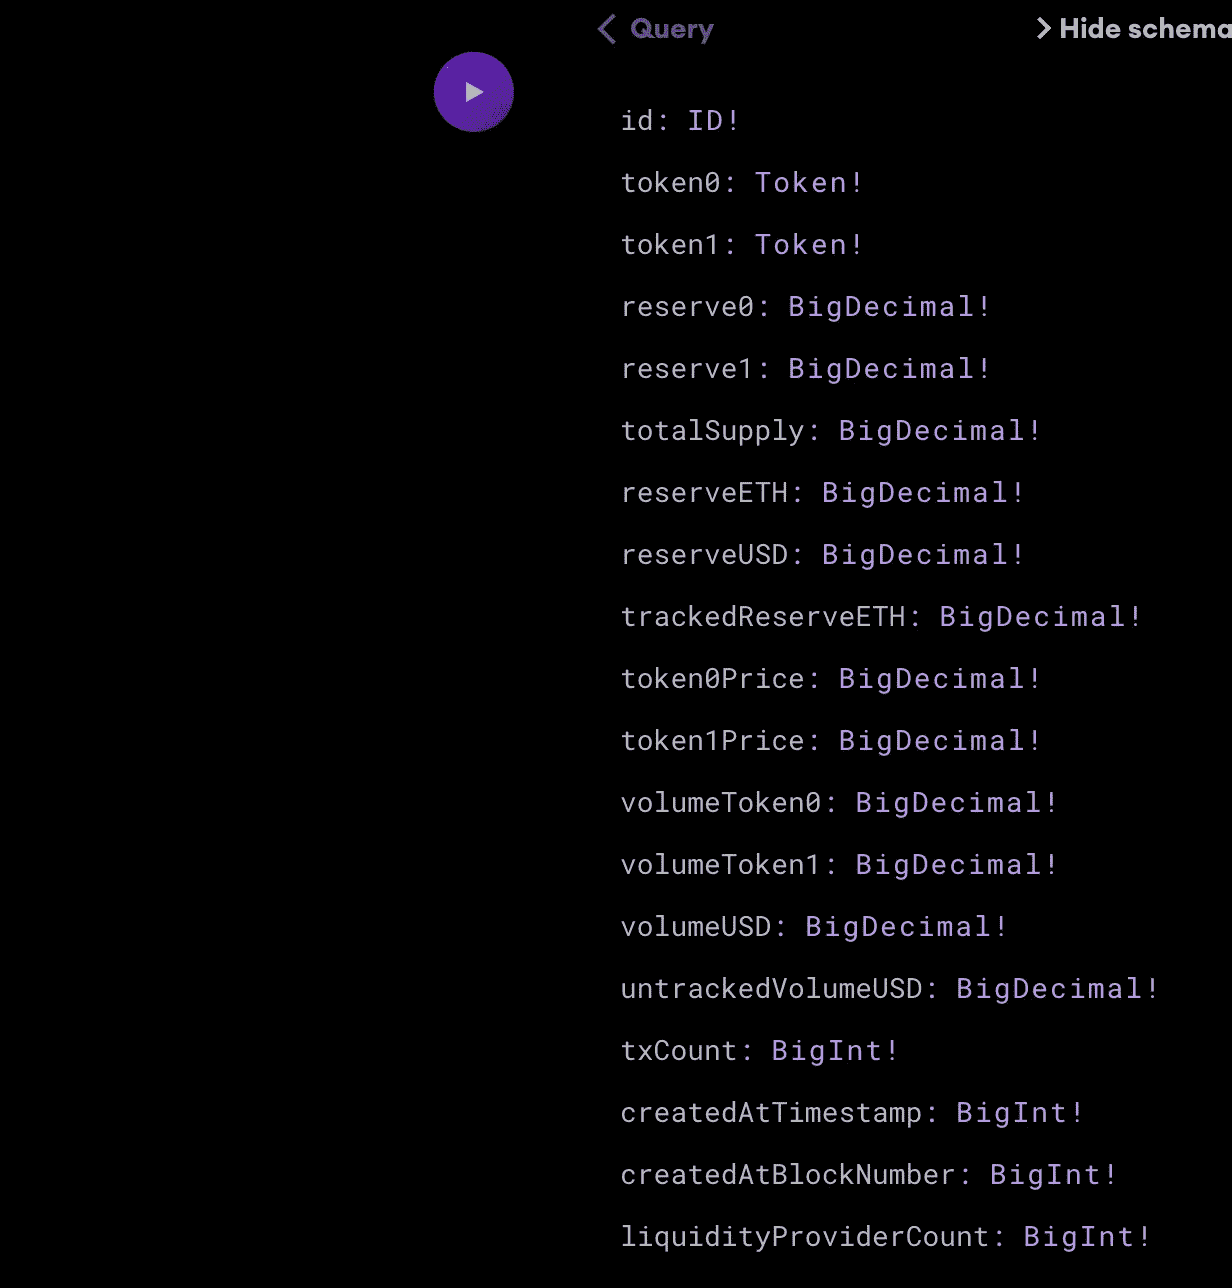 Query
Hide schema
id: ID!
token0: Token!
token1: Token!
reserve0: BigDecimal!
reserve1: BigDecimal!
totalSupply: BigDecimal!
reserveETH: BigDecimal!
reserveUSD: BigDecimal!
trackedReserveETH: BigDecimal!
token0Price: BigDecimal!
token1Price: BigDecimal!
volumeToken0: BigDecimal!
volumeToken1: BigDecimal!
volumeUSD: BigDecimal!
untrackedVolumeUSD: BigDecimal!
txCount: BigInt!
createdAtTimestamp: BigInt!
createdAtBlockNumber: BigInt!
liquidityProviderCount: BigInt!